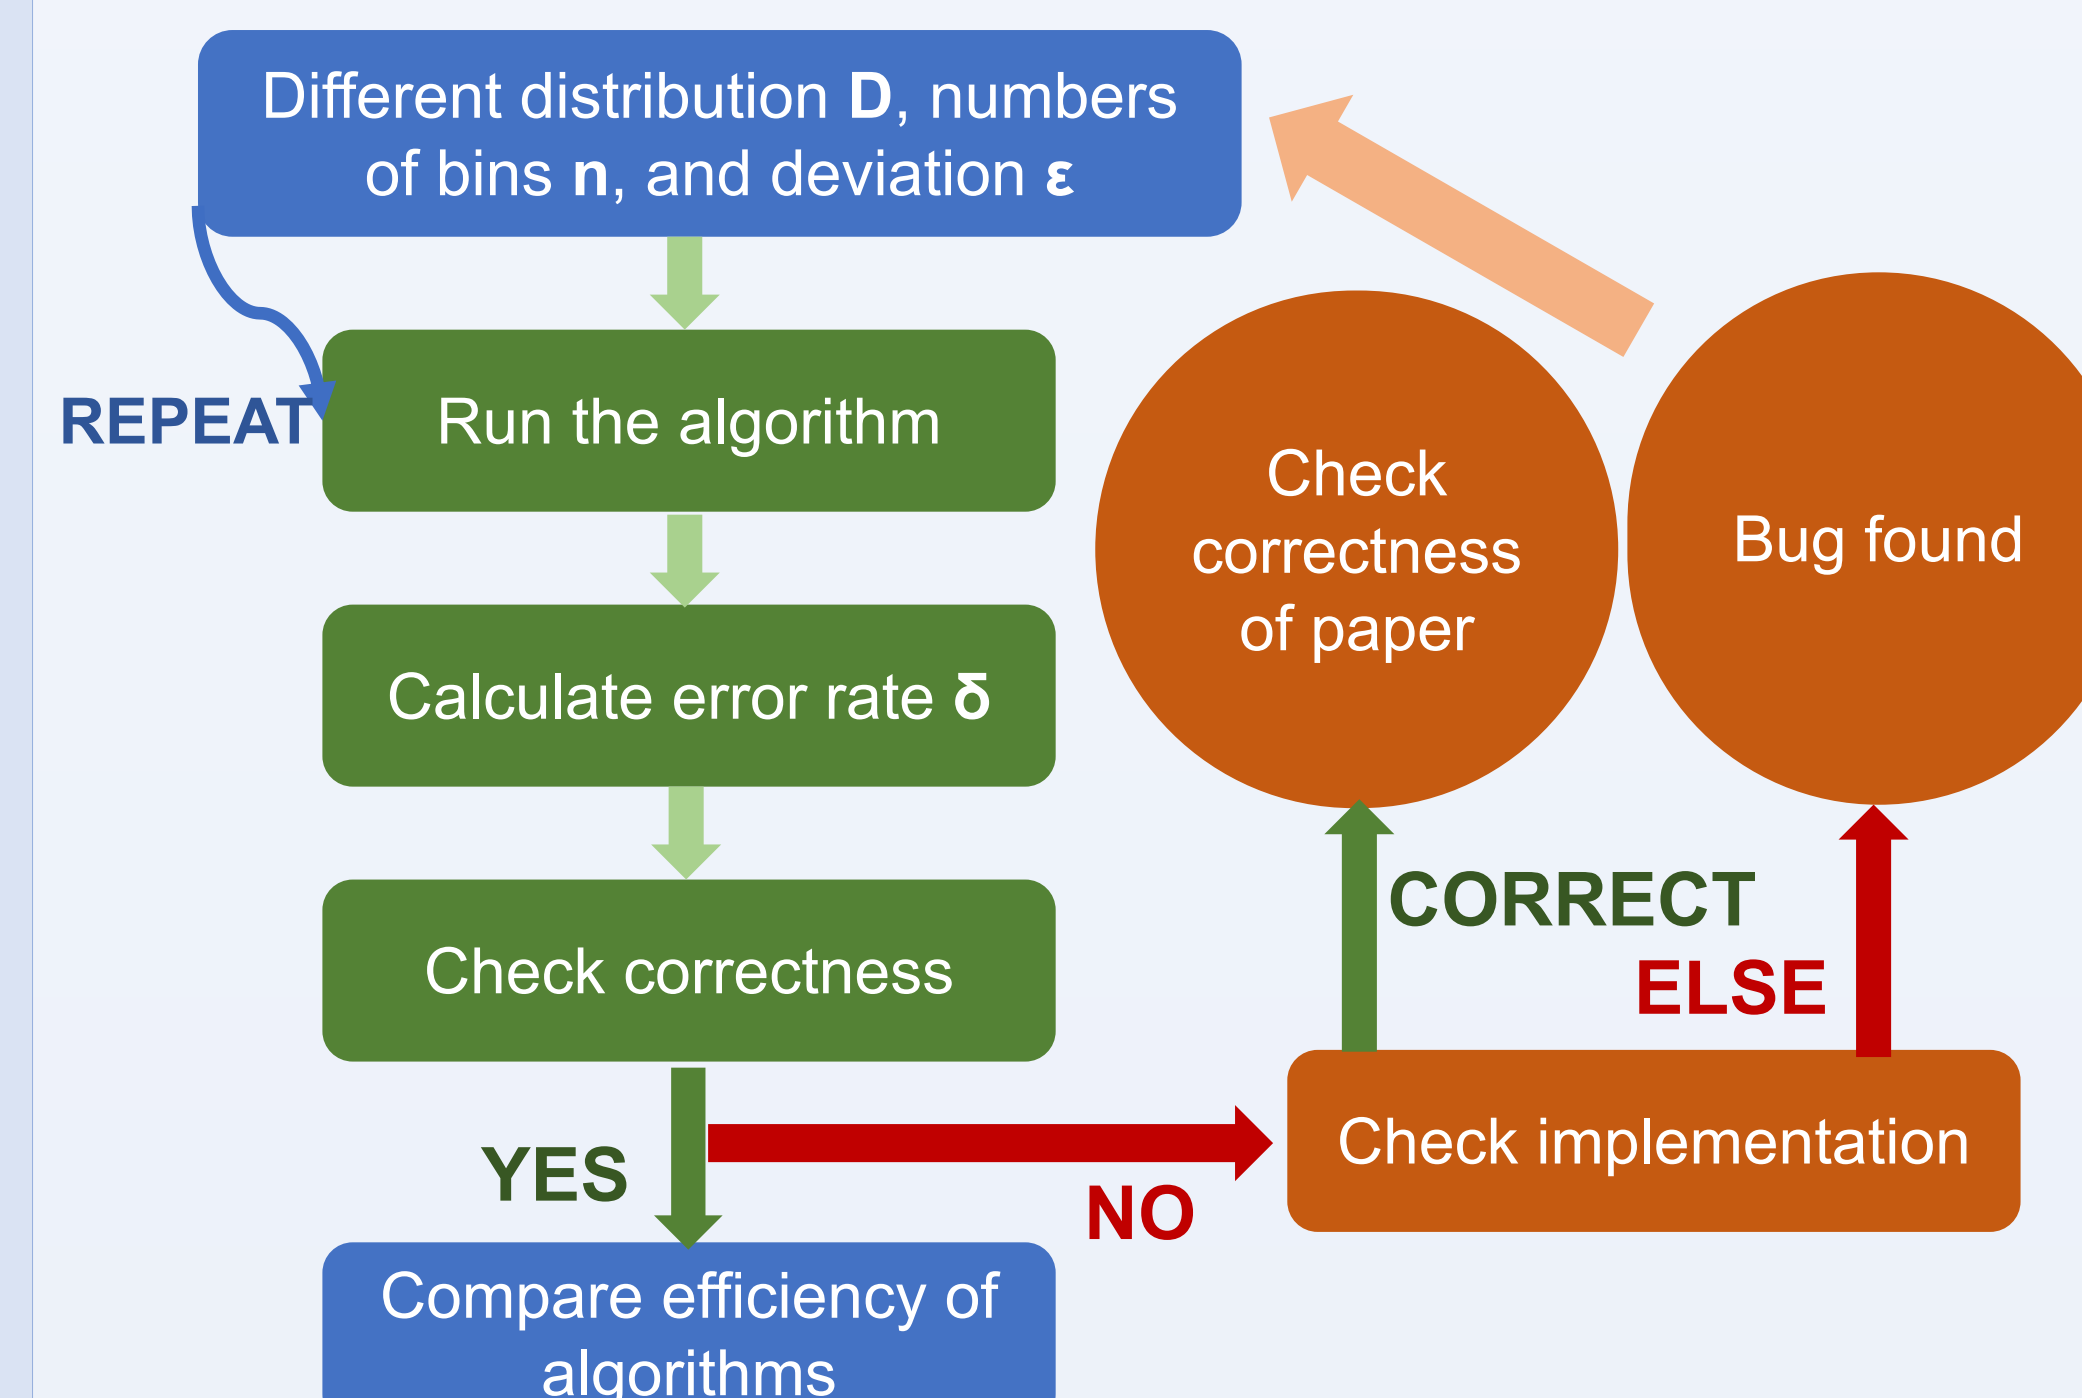 Different distribution D, numbers
of bins n, and deviation ε
REPEAT
Run the algorithm
Calculate error rate δ
Check correctness
YES
NO
Compare efficiency of
algorithms
Check
correctness
of paper
Bug found
CORRECT
ELSE
Check implementation